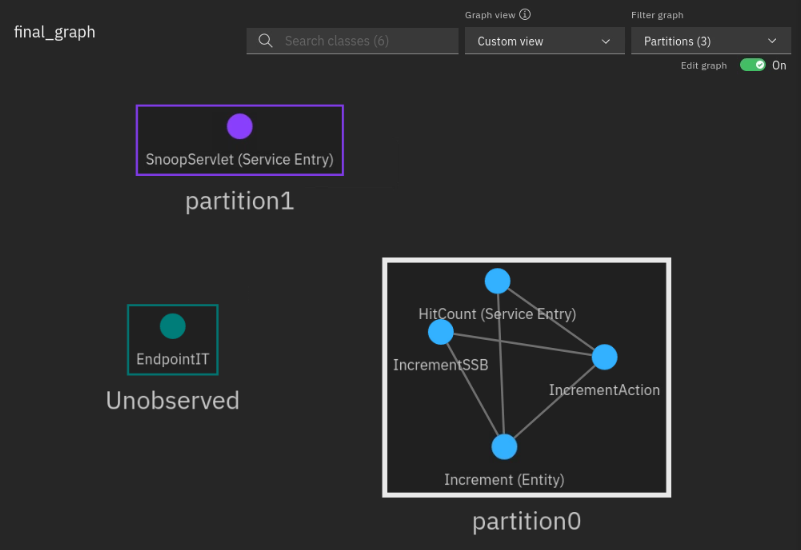 final_graph
Graph view
Filter graph
Search classes (6)
Custom view
Partitions (3)
Edit graph
On
SnoopServlet (Service Entry)
partition1
HitCount (Service Entry)
EndpointIT
IncrementSSB
IncrementAction
Unobserved
Increment (Entity)
partition0